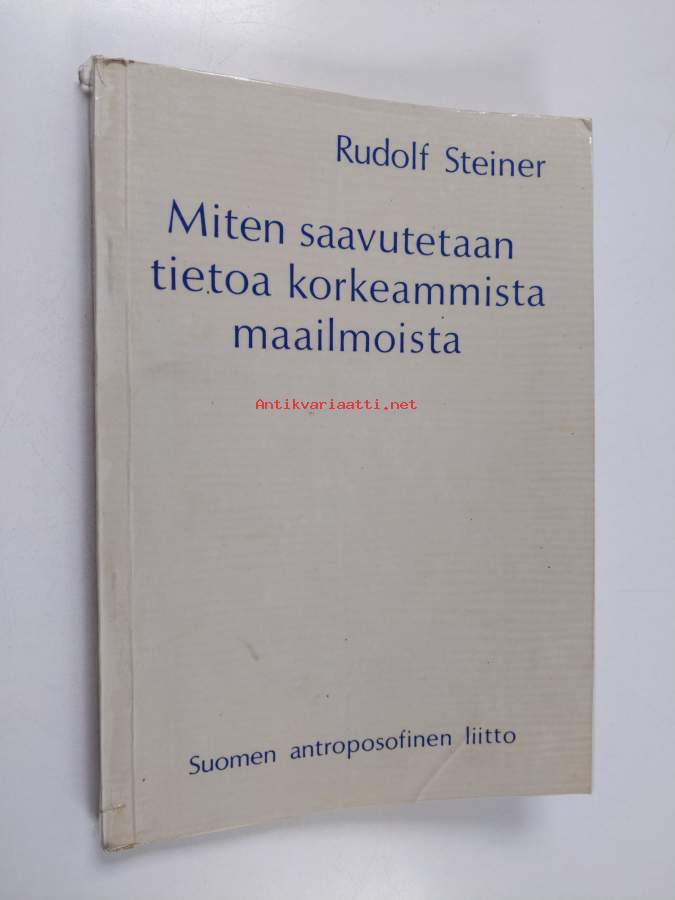 Rudolf Steiner
Miten saavutetaan
tietoa korkeammista
maailmoista
Antikvariaatti.net
Suomen antroposofinen liitto